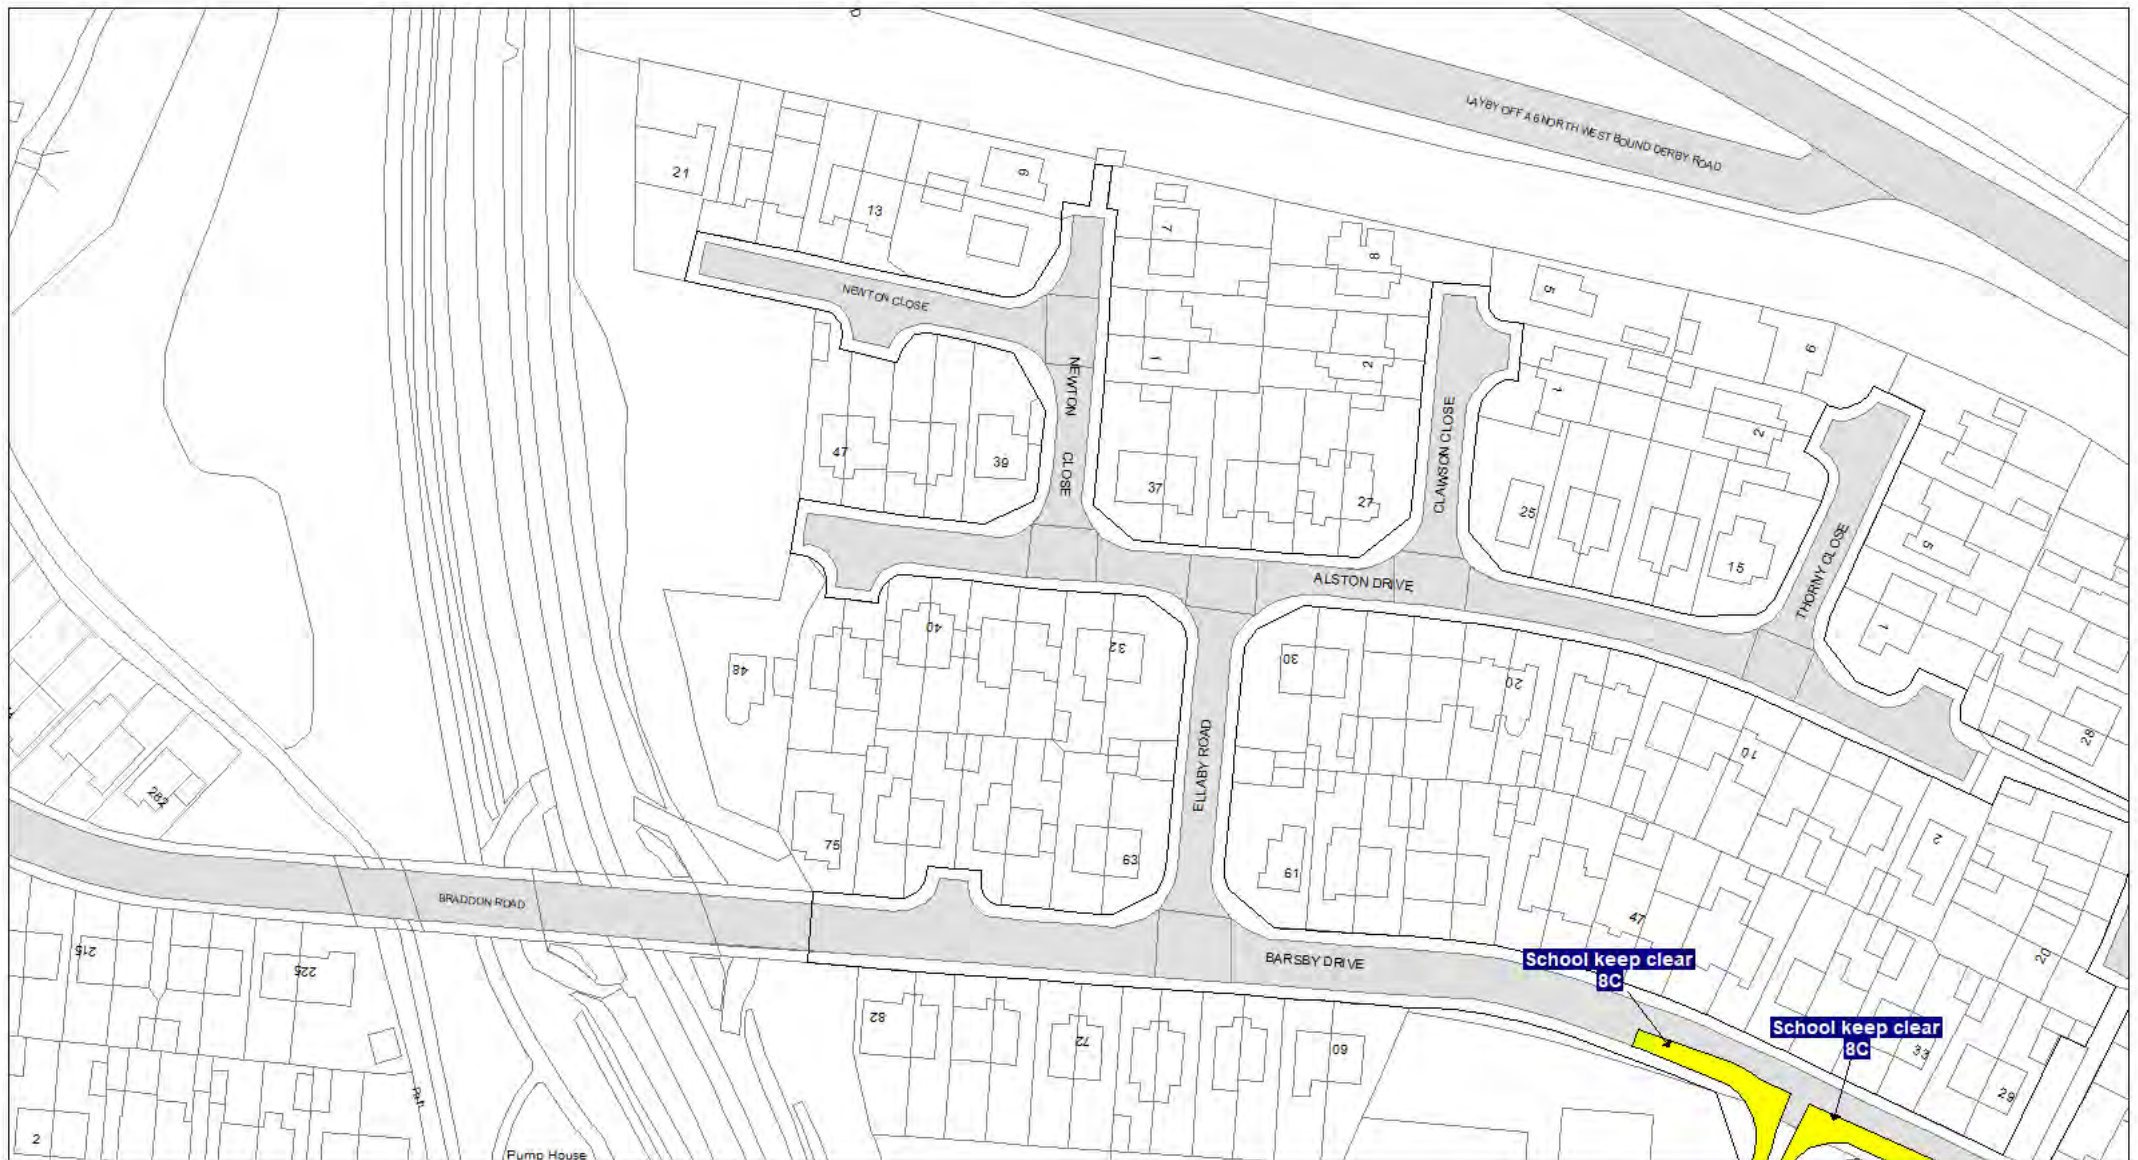 LAYBY OFF A6 NORTH WEST BOUND DERBY ROAD
21
13
9
7
8
5
9
NEWTON CLOSE
NEWTON CLOSE
1
2
1
2
CLAWSON CLOSE
47
39
37
27
25
15
5
THORNY CLOSE
1
ALSTON DRIVE
40
32
48
30
20
10
28
ELLABY ROAD
282
75
63
61
2
47
20
BRADDON ROAD
BARSBY DRIVE
School keep clear
8C
School keep clear
8C
215
225
82
72
60
33
29
Path
2
Pump House